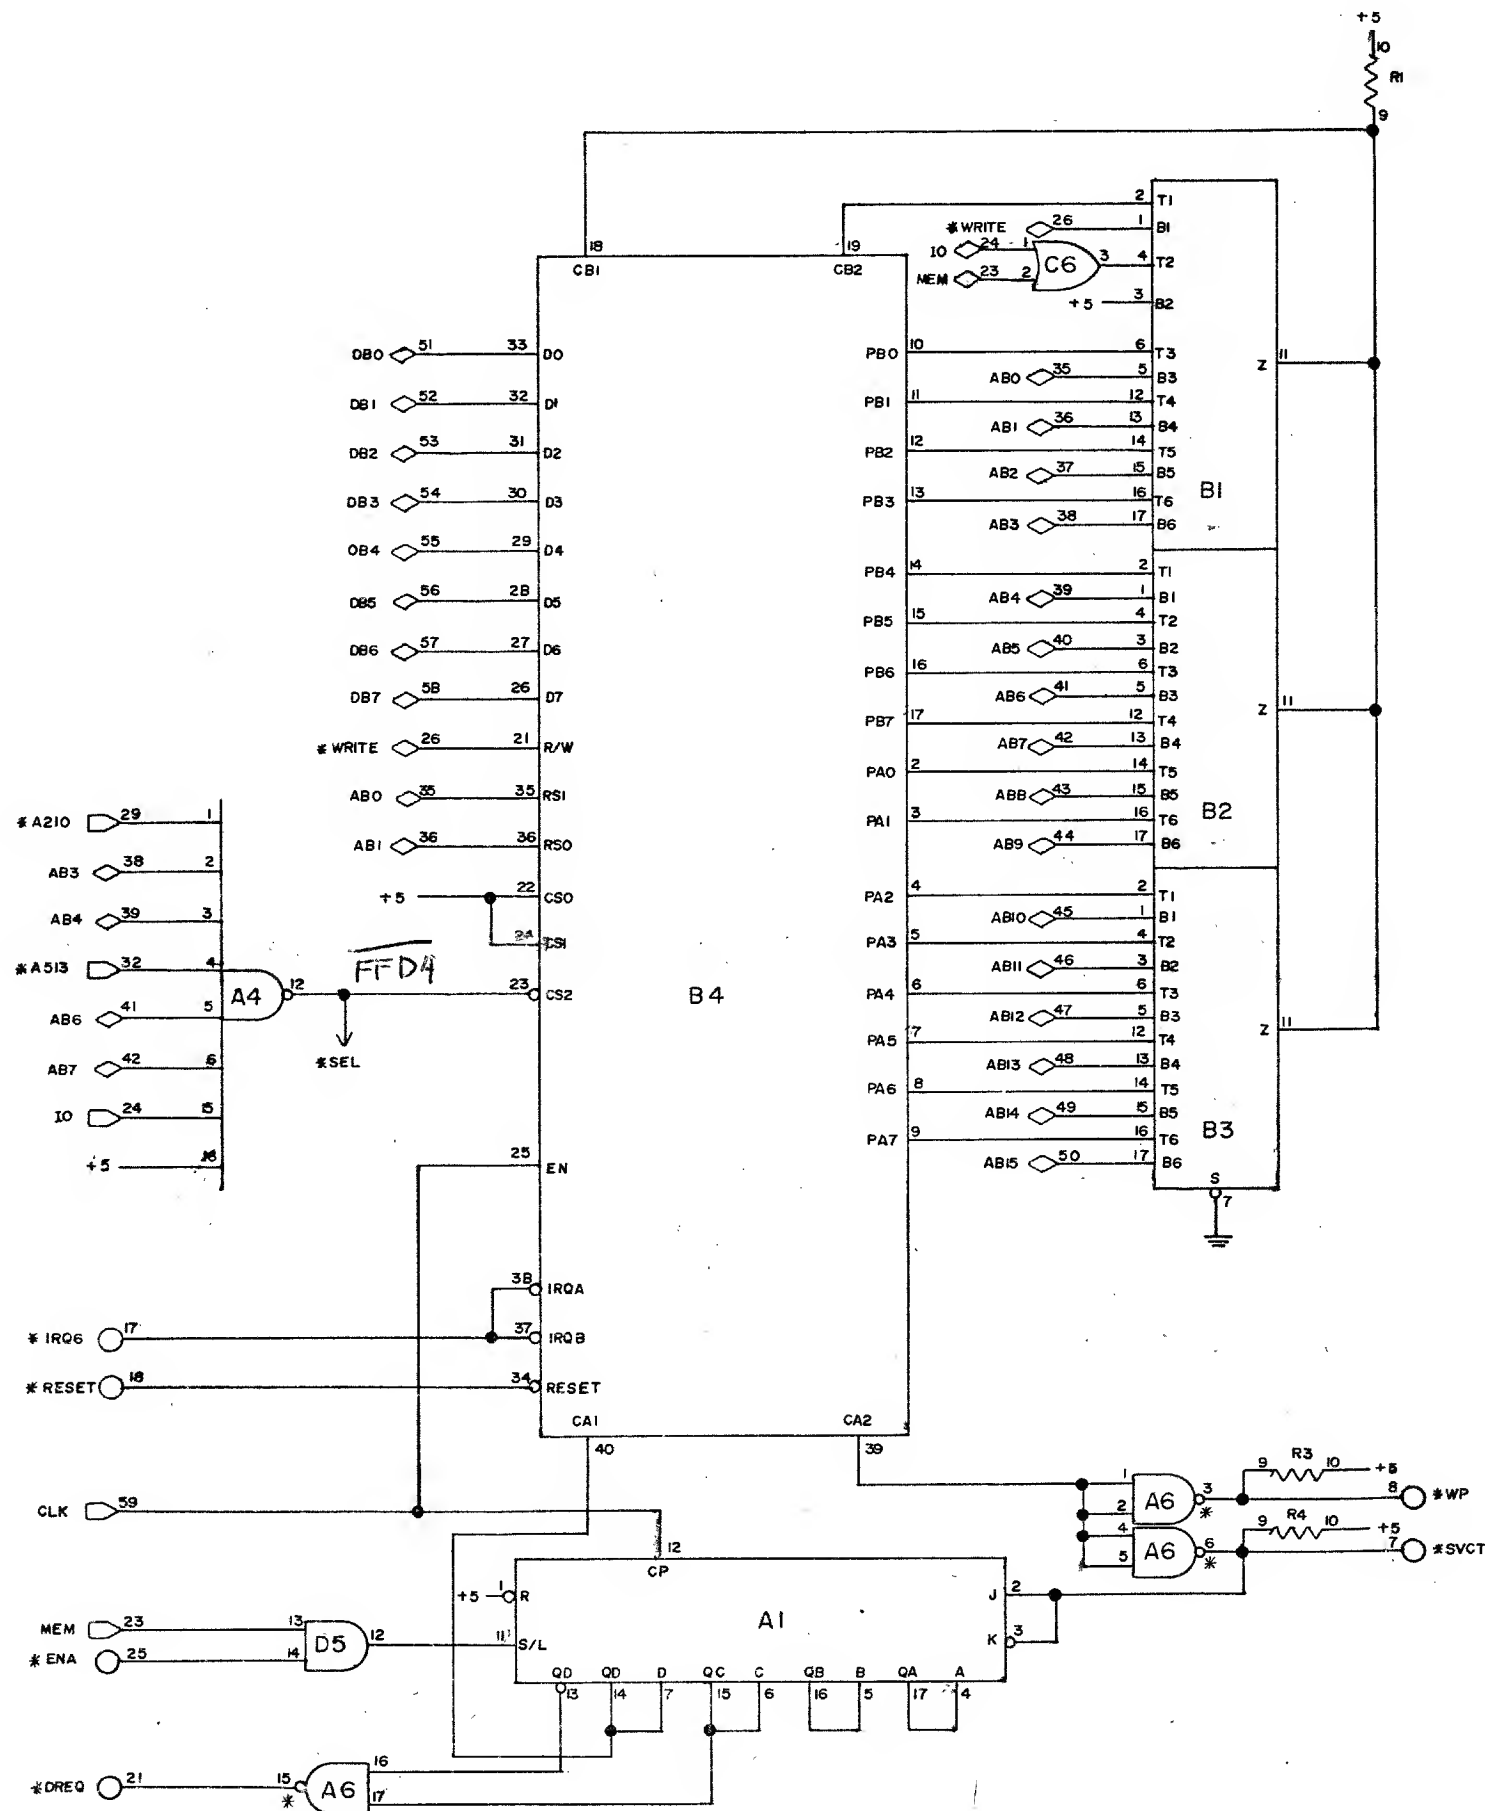 +5
10
R1
9
18
CB1
19
CB2
2 T1
*WRITE 26 1 B1
IO 24 1 C6 3 4 T2
MEM 23 2
+5 3 B2
DB0 51 33 D0
PB0 10 6 T3
Z 11
AB0 35 5 B3
DB1 52 32 D1
PB1 11 12 T4
AB1 36 13 B4
DB2 53 31 D2
PB2 12 14 T5
AB2 37 15 B5
B1
DB3 54 30 D3
PB3 13 16 T6
AB3 38 17 B6
OB4 55 29 D4
PB4 14 2 T1
AB4 39 1 B1
DB5 56 28 D5
PB5 15 4 T2
AB5 40 3 B2
DB6 57 27 D6
PB6 16 6 T3
AB6 41 5 B3
DB7 58 26 D7
Z 11
PB7 17 12 T4
AB7 42 13 B4
*WRITE 26 21 R/W
PA0 2 14 T5
AB8 43 15 B5
B2
AB0 35 35 RS1
PA1 3 16 T6
AB9 44 17 B6
AB1 36 36 RS0
*A210 29 1
AB3 38 2
+5 22 CS0
PA2 4 2 T1
AB10 45 1 B1
AB4 39 3
24 CS1
PA3 5 4 T2
FFD4
AB11 46 3 B2
*A513 32 4
A4 12
23 CS2
B4
PA4 6 6 T3
AB12 47 5 B3
AB6 41 5
Z 11
PA5 7 12 T4
*SEL
AB13 48 13 B4
AB7 42 6
PA6 8 14 T5
AB14 49 15 B5
IO 24 15
B3
PA7 9 16 T6
+5 16
AB15 50 17 B6
25 EN
S
7
38 IRQA
*IRQ6 17 37 IRQB
*RESET 18 34 RESET
CA1
40
CA2
39
9 R3 10 +5
1
2 A6 3 * 8 *WP
CLK 59
9 R4 10 +5
4
5 A6 6 * 7 *SVCT
12
CP
+5 1 R
J 2
A1
MEM 23 13
D5 12 11 S/L
K 3
*ENA 25 14
QD QD D QC C QB B QA A
13 14 7 15 6 16 5 17 4
16
*DREQ 21 15 A6
*
17